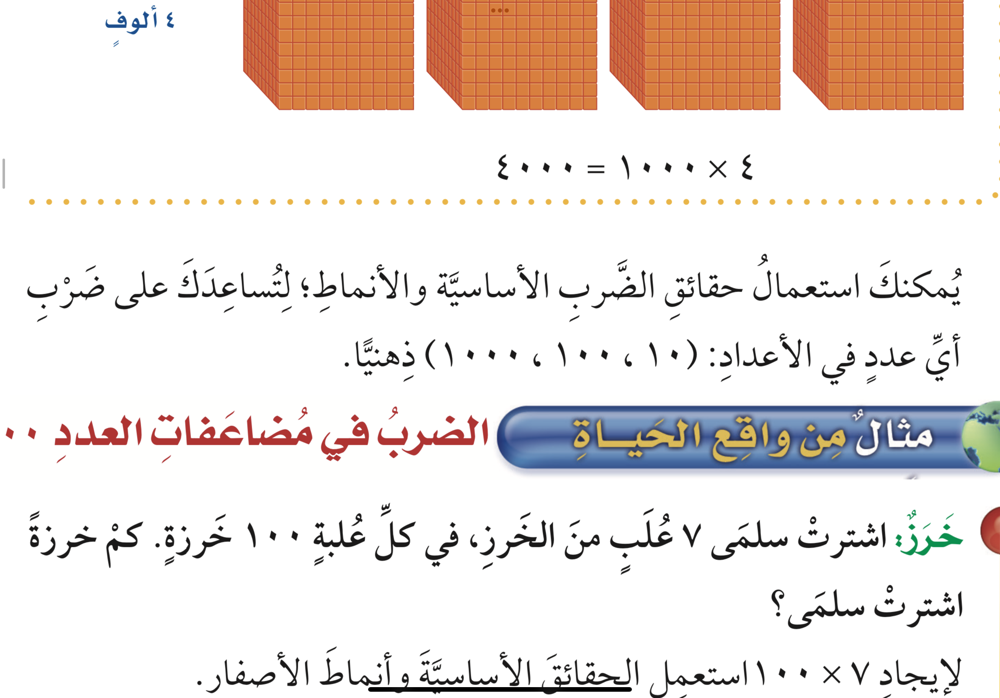 ٤ ألوفٍ
٤ × ١٠٠٠ = ٤٠٠٠
يُمكنكَ استعمالُ حقائقِ الضَّربِ الأساسيَّة والأنماطِ؛ لِتُساعِدَكَ على ضَرْبِ
أيِّ عددٍ في الأعدادِ: (١٠ ، ١٠٠ ، ١٠٠٠) ذِهنيًّا.
مثالٌ مِن واقِع الحَيـاةِ الضربُ في مُضاعَفاتِ العددِ
خَرَزٌ: اشترتْ سلمَى ٧ عُلَبٍ منَ الخَرزِ، في كلِّ عُلبةٍ ١٠٠ خَرزةٍ. كمْ خرزةً
اشترتْ سلمَى؟
لإيجادِ ٧ × ١٠٠ استعمِل الحقائقَ الأساسيَّةَ وأنماطَ الأصفار.